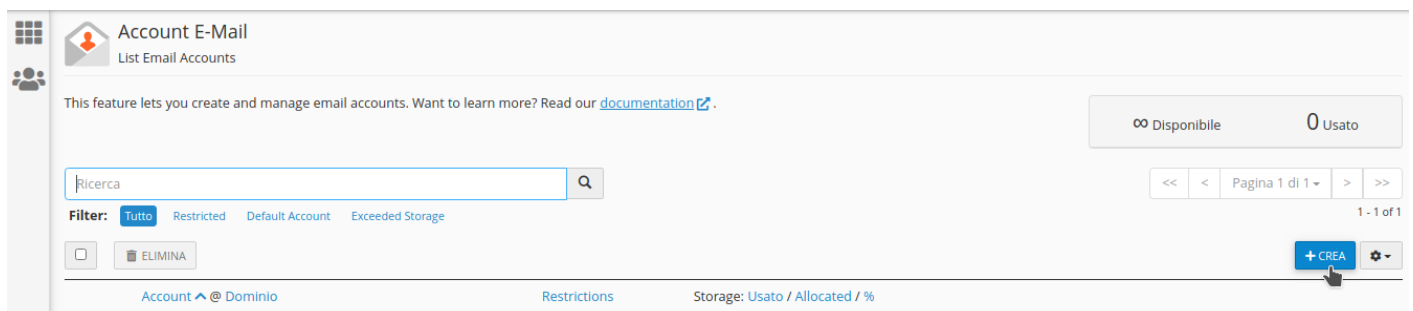 Account E-Mail
List Email Accounts
This feature lets you create and manage email accounts. Want to learn more? Read our documentation .
∞ Disponibile 0 Usato
Ricerca
<< < Pagina 1 di 1 > >>
Filter: Tutto Restricted Default Account Exceeded Storage
1 - 1 of 1
ELIMINA
+ CREA
Account @ Dominio Restrictions Storage: Usato / Allocated / %